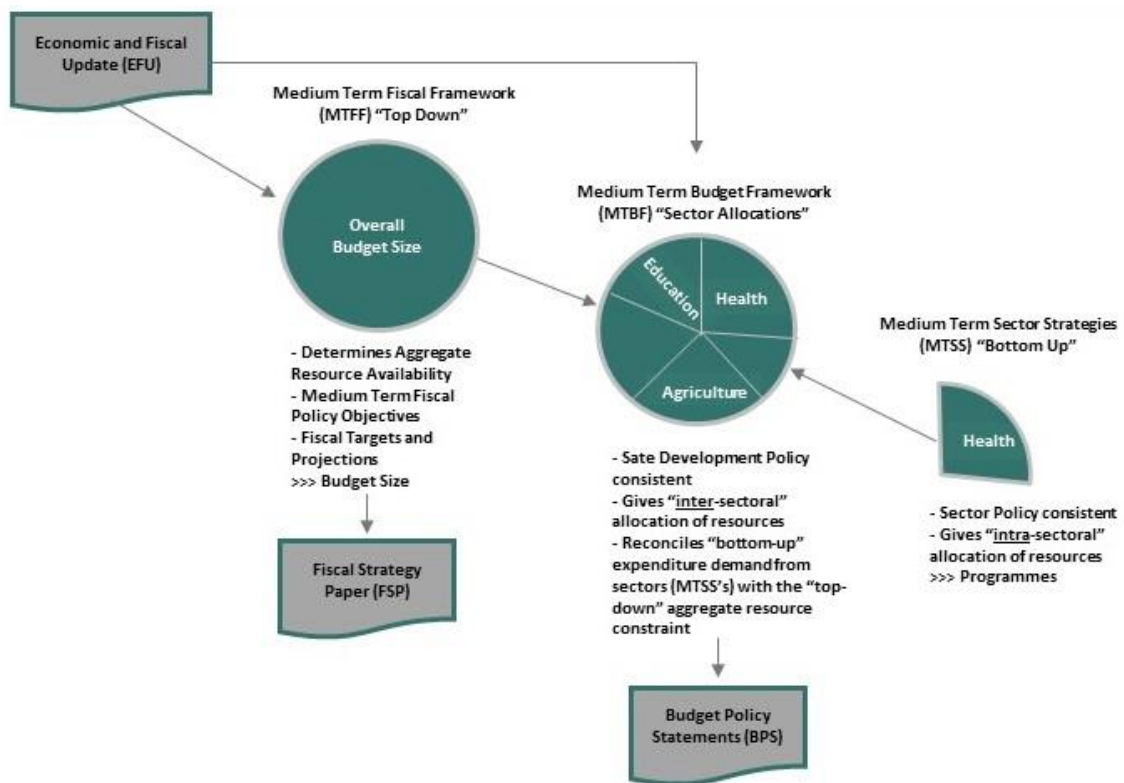 Economic and Fiscal
Update (EFU)
Medium Term Fiscal Framework
(MTFF) “Top Down”
Overall
Budget Size
- Determines Aggregate
Resource Availability
- Medium Term Fiscal
Policy Objectives
- Fiscal Targets and
Projections
>>> Budget Size
Fiscal Strategy
Paper (FSP)
Medium Term Budget Framework
(MTBF) “Sector Allocations”
Education
Health
Agriculture
- Sate Development Policy
consistent
- Gives “inter-sectoral”
allocation of resources
- Reconciles “bottom-up”
expenditure demand from
sectors (MTSS’s) with the “top-
down” aggregate resource
constraint
Budget Policy
Statements (BPS)
Medium Term Sector Strategies
(MTSS) “Bottom Up”
Health
- Sector Policy consistent
- Gives “intra-sectoral”
allocation of resources
>>> Programmes